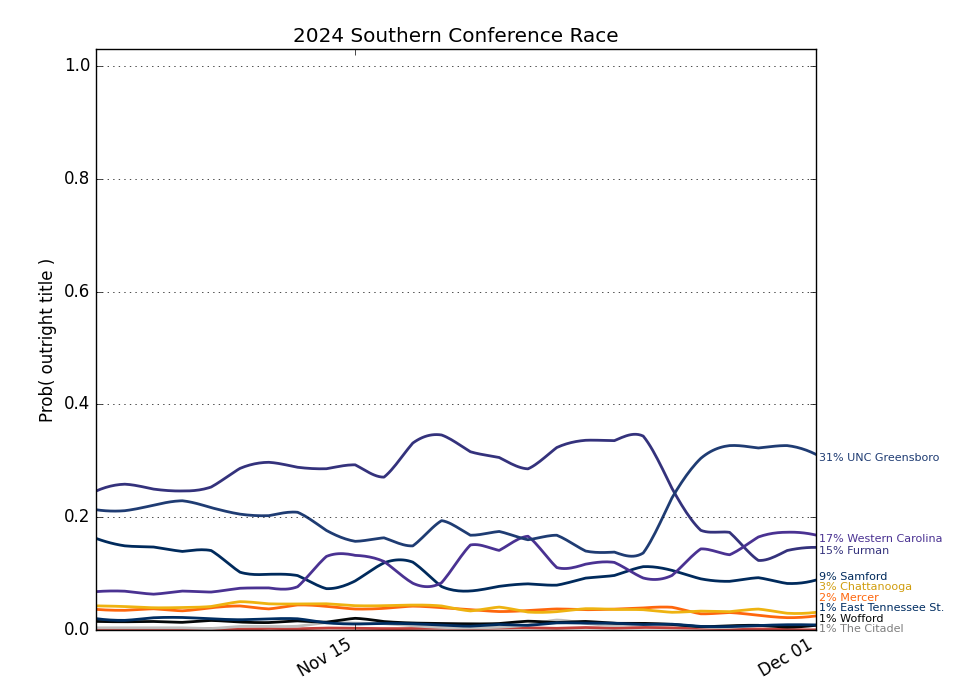 2024 Southern Conference Race
Prob( outright title )
1.0
0.8
0.6
0.4
0.2
0.0
Nov 15
Dec 01
31% UNC Greensboro
17% Western Carolina
15% Furman
9% Samford
3% Chattanooga
2% Mercer
1% East Tennessee St.
1% Wofford
1% The Citadel